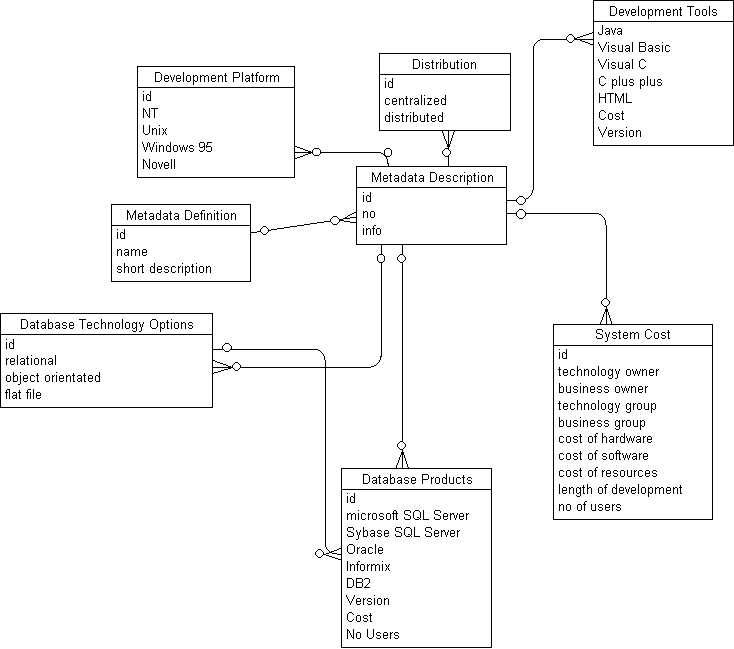 Development Tools
Java
Visual Basic
Visual C
C plus plus
HTML
Cost
Version
Distribution
id
centralized
distributed
Development Platform
id
NT
Unix
Windows 95
Novell
Metadata Description
id
no
info
Metadata Definition
id
name
short description
Database Technology Options
id
relational
object orientated
flat file
System Cost
id
technology owner
business owner
technology group
business group
cost of hardware
cost of software
cost of resources
length of development
no of users
Database Products
id
microsoft SQL Server
Sybase SQL Server
Oracle
Informix
DB2
Version
Cost
No Users